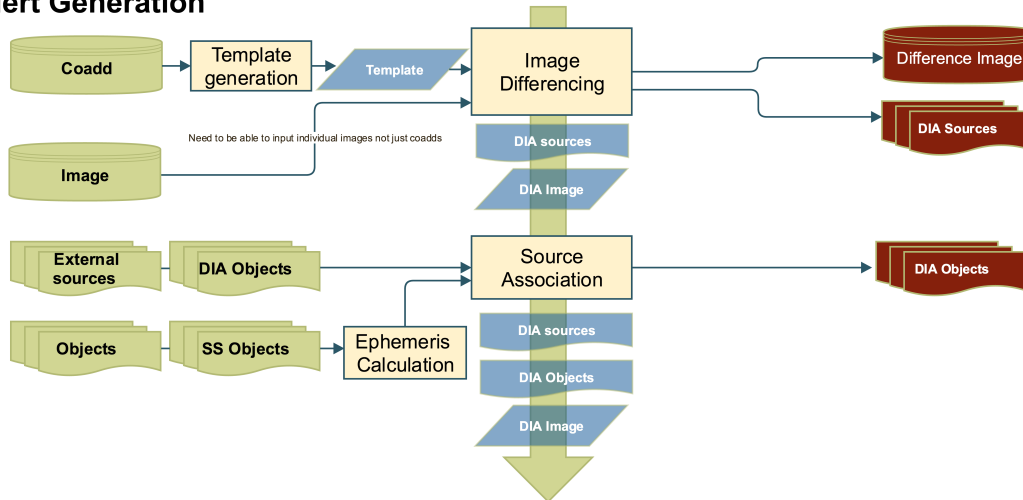 ert Generation
Coadd
Template
generation
Template
Image
Differencing
Difference Image
DIA Sources
Need to be able to input individual images not just coadds
DIA sources
Image
DIA Image
External
sources
DIA Objects
Source
Association
DIA Objects
Objects
SS Objects
Ephemeris
Calculation
DIA sources
DIA Objects
DIA Image